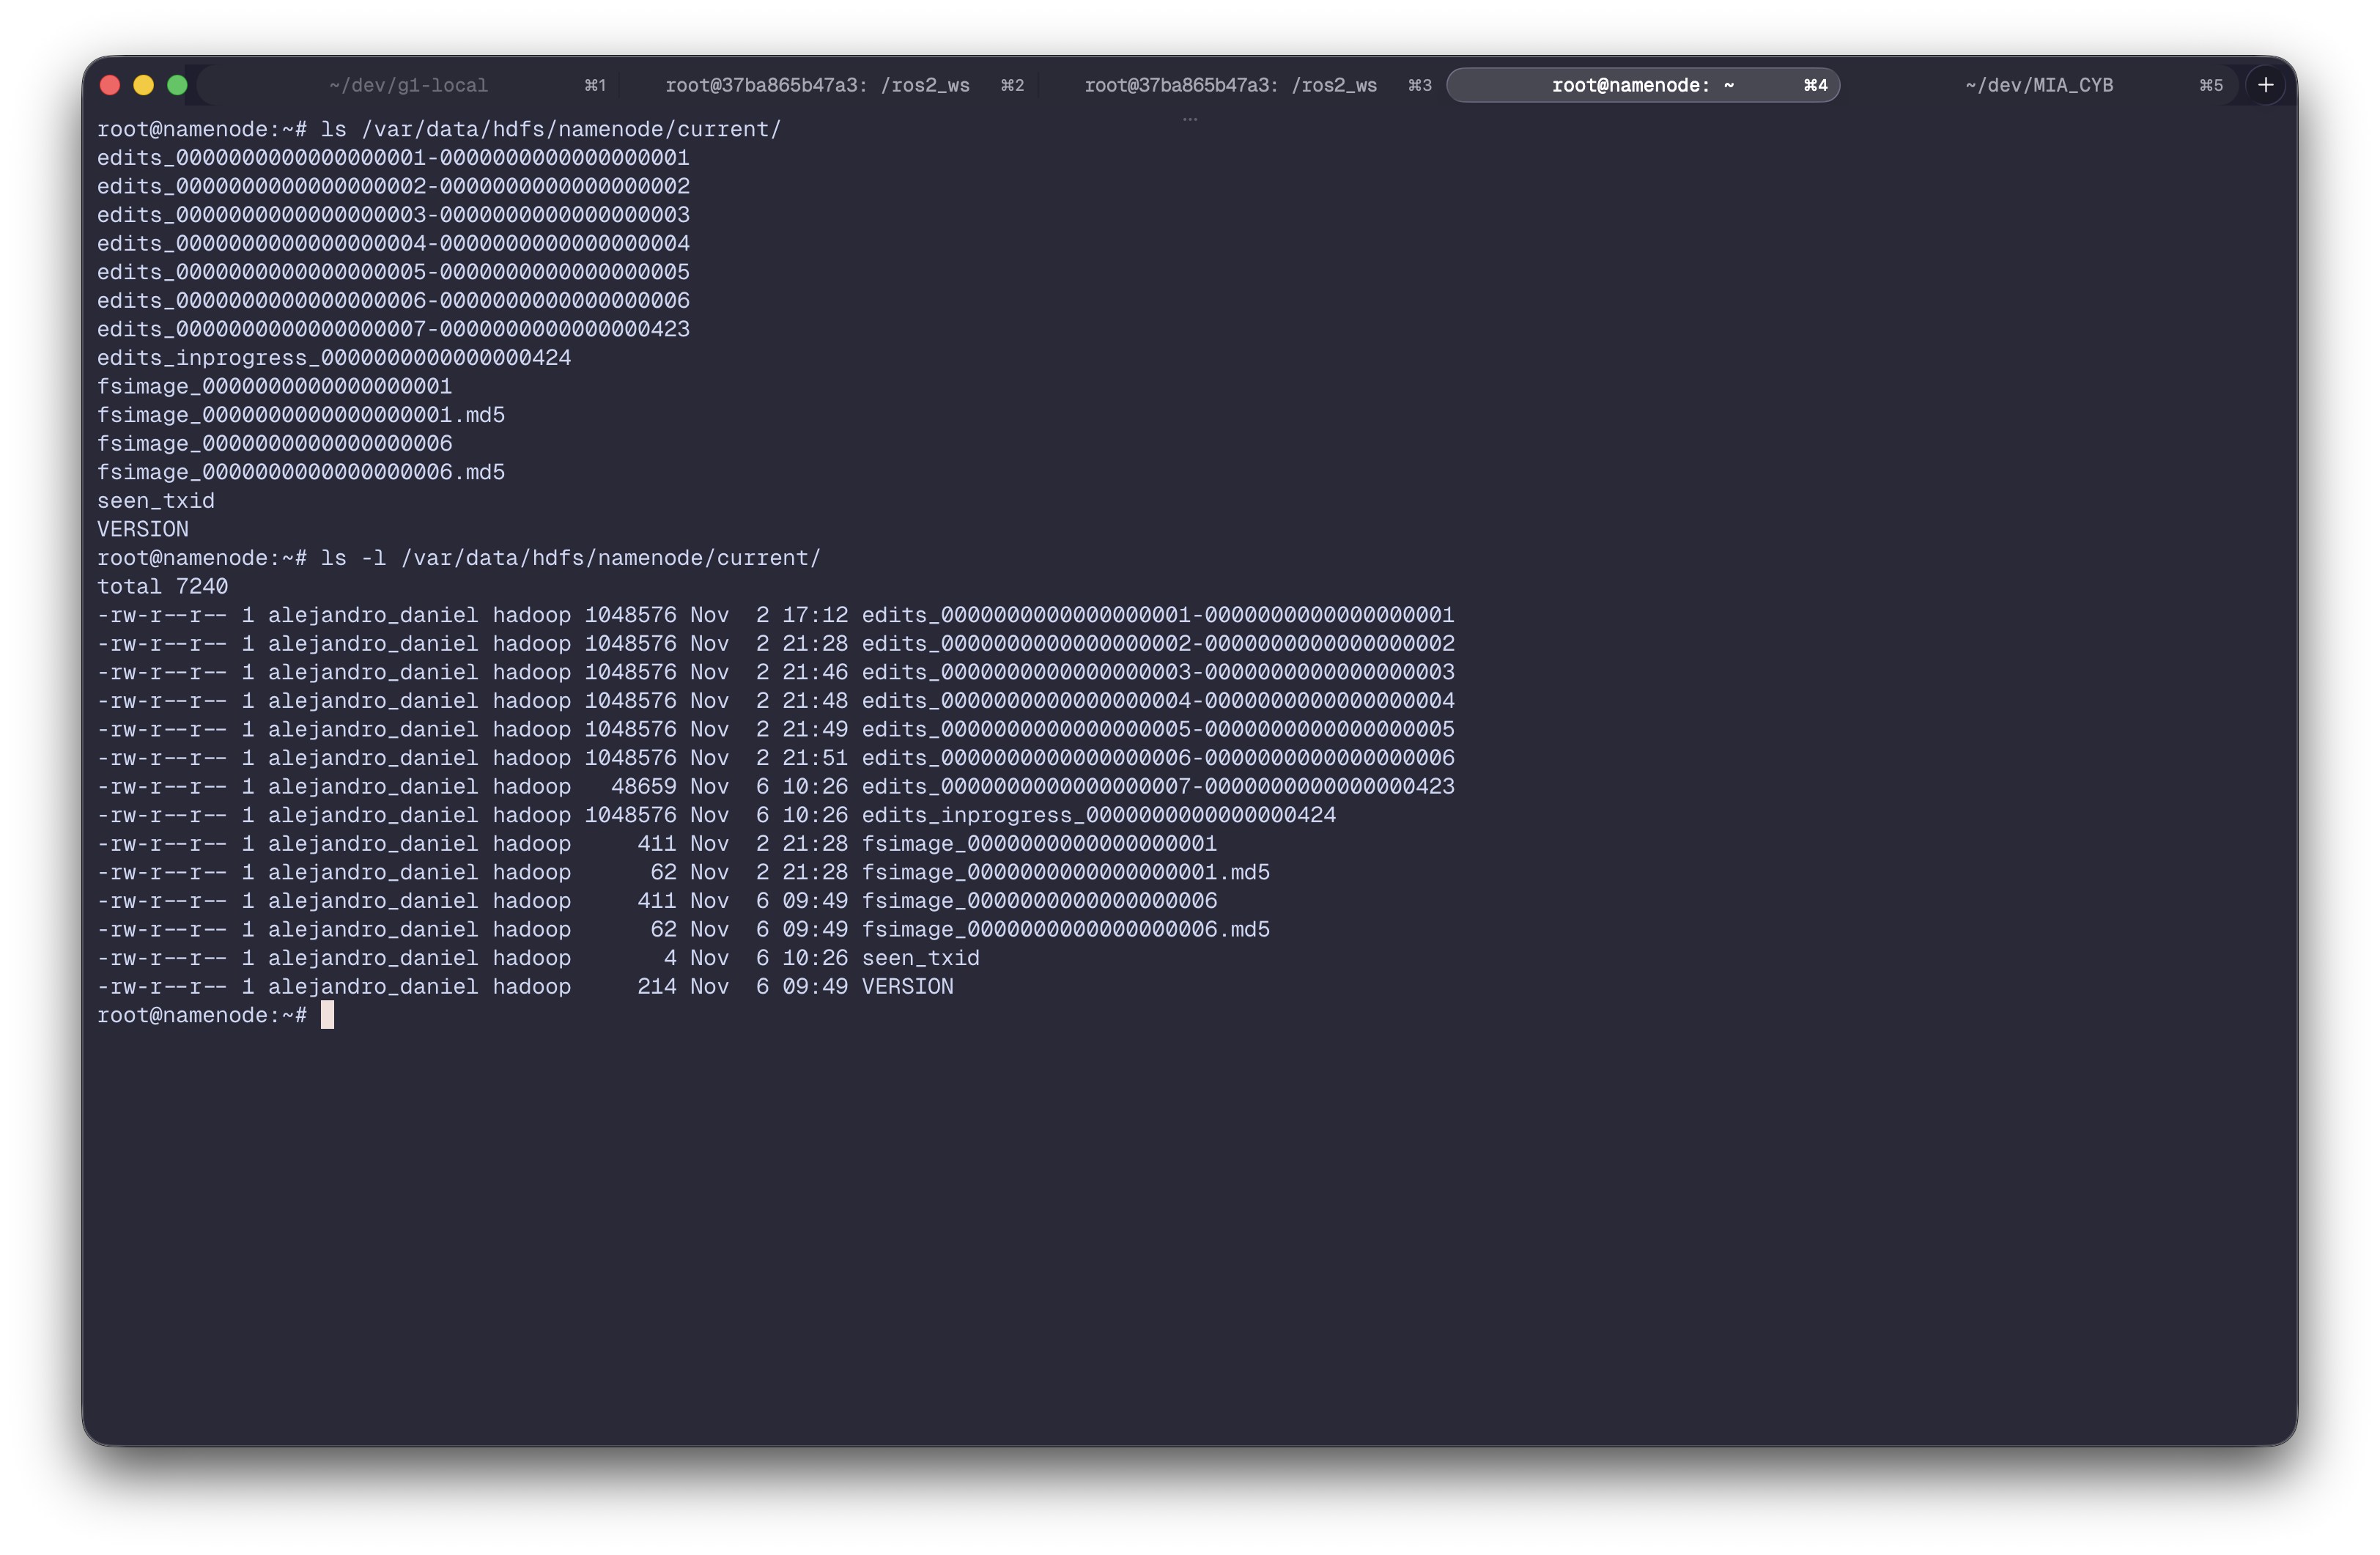 ~/dev/g1-local ⌘1 root@37ba865b47a3: /ros2_ws ⌘2 root@37ba865b47a3: /ros2_ws ⌘3 root@namenode: ~ ⌘4 ~/dev/MIA_CYB ⌘5 +
root@namenode:~# ls /var/data/hdfs/namenode/current/
edits_0000000000000000001-0000000000000000001
edits_0000000000000000002-0000000000000000002
edits_0000000000000000003-0000000000000000003
edits_0000000000000000004-0000000000000000004
edits_0000000000000000005-0000000000000000005
edits_0000000000000000006-0000000000000000006
edits_0000000000000000007-0000000000000000423
edits_inprogress_0000000000000000424
fsimage_0000000000000000001
fsimage_0000000000000000001.md5
fsimage_0000000000000000006
fsimage_0000000000000000006.md5
seen_txid
VERSION
root@namenode:~# ls -l /var/data/hdfs/namenode/current/
total 7240
-rw-r--r-- 1 alejandro_daniel hadoop 1048576 Nov  2 17:12 edits_0000000000000000001-0000000000000000001
-rw-r--r-- 1 alejandro_daniel hadoop 1048576 Nov  2 21:28 edits_0000000000000000002-0000000000000000002
-rw-r--r-- 1 alejandro_daniel hadoop 1048576 Nov  2 21:46 edits_0000000000000000003-0000000000000000003
-rw-r--r-- 1 alejandro_daniel hadoop 1048576 Nov  2 21:48 edits_0000000000000000004-0000000000000000004
-rw-r--r-- 1 alejandro_daniel hadoop 1048576 Nov  2 21:49 edits_0000000000000000005-0000000000000000005
-rw-r--r-- 1 alejandro_daniel hadoop 1048576 Nov  2 21:51 edits_0000000000000000006-0000000000000000006
-rw-r--r-- 1 alejandro_daniel hadoop   48659 Nov  6 10:26 edits_0000000000000000007-0000000000000000423
-rw-r--r-- 1 alejandro_daniel hadoop 1048576 Nov  6 10:26 edits_inprogress_0000000000000000424
-rw-r--r-- 1 alejandro_daniel hadoop     411 Nov  2 21:28 fsimage_0000000000000000001
-rw-r--r-- 1 alejandro_daniel hadoop      62 Nov  2 21:28 fsimage_0000000000000000001.md5
-rw-r--r-- 1 alejandro_daniel hadoop     411 Nov  6 09:49 fsimage_0000000000000000006
-rw-r--r-- 1 alejandro_daniel hadoop      62 Nov  6 09:49 fsimage_0000000000000000006.md5
-rw-r--r-- 1 alejandro_daniel hadoop       4 Nov  6 10:26 seen_txid
-rw-r--r-- 1 alejandro_daniel hadoop     214 Nov  6 09:49 VERSION
root@namenode:~#